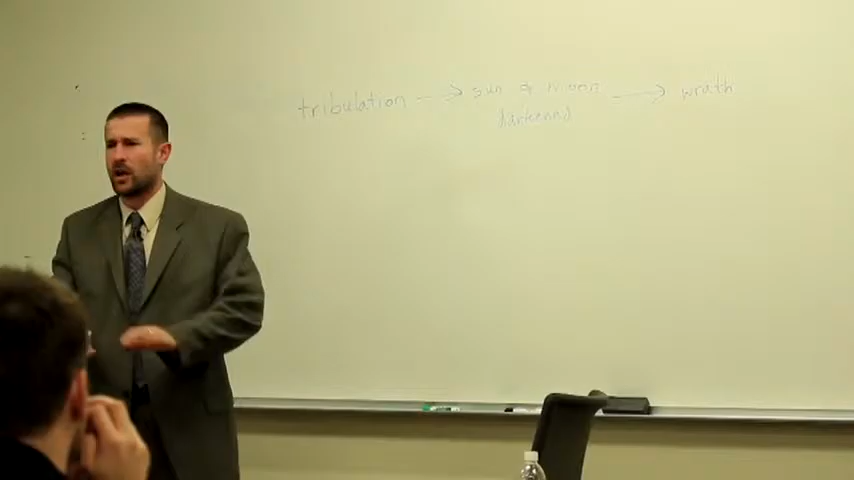 tribulation → sun & moon → wrath
darkened